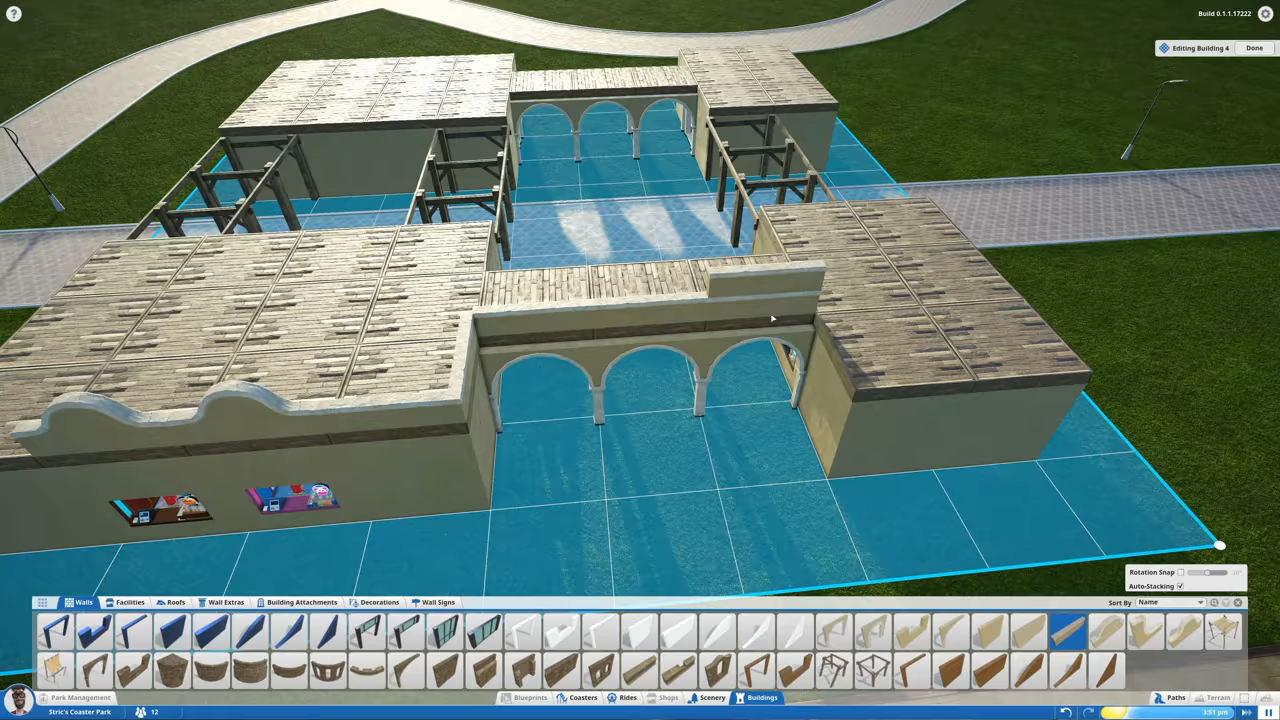 ?
Build 0.1.1.17222
Editing Building 4 Done
Rotation Snap
Auto-Stacking
Walls Facilities Roofs Wall Extras Building Attachments Decorations Wall Signs Sort By Name
Park Management Blueprints Coasters Rides Shops Scenery Buildings Paths Terrain
Stric's Coaster Park 12 3:51 pm